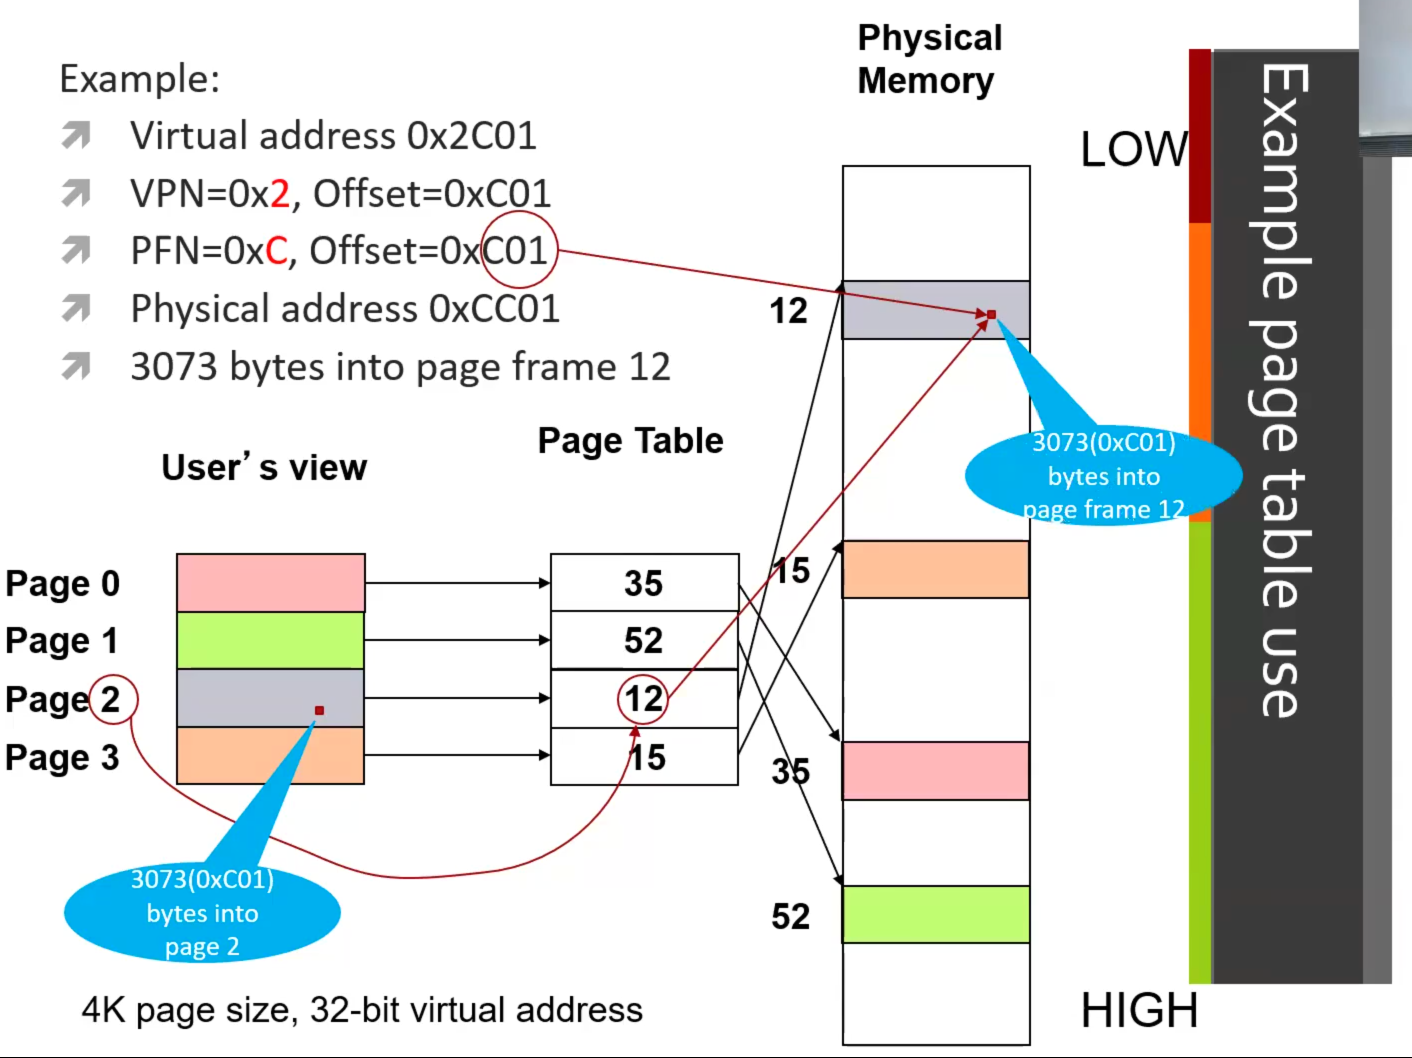 Example:
Virtual address 0x2C01
VPN=0x2, Offset=0xC01
PFN=0xC, Offset=0xC01
Physical address 0xCC01
3073 bytes into page frame 12
Physical
Memory
LOW
12
3073(0xC01)
bytes into
page frame 12
15
35
52
HIGH
Page Table
35
52
12
15
User’s view
Page 0
Page 1
Page 2
Page 3
3073(0xC01)
bytes into
page 2
4K page size, 32-bit virtual address
Example page table use